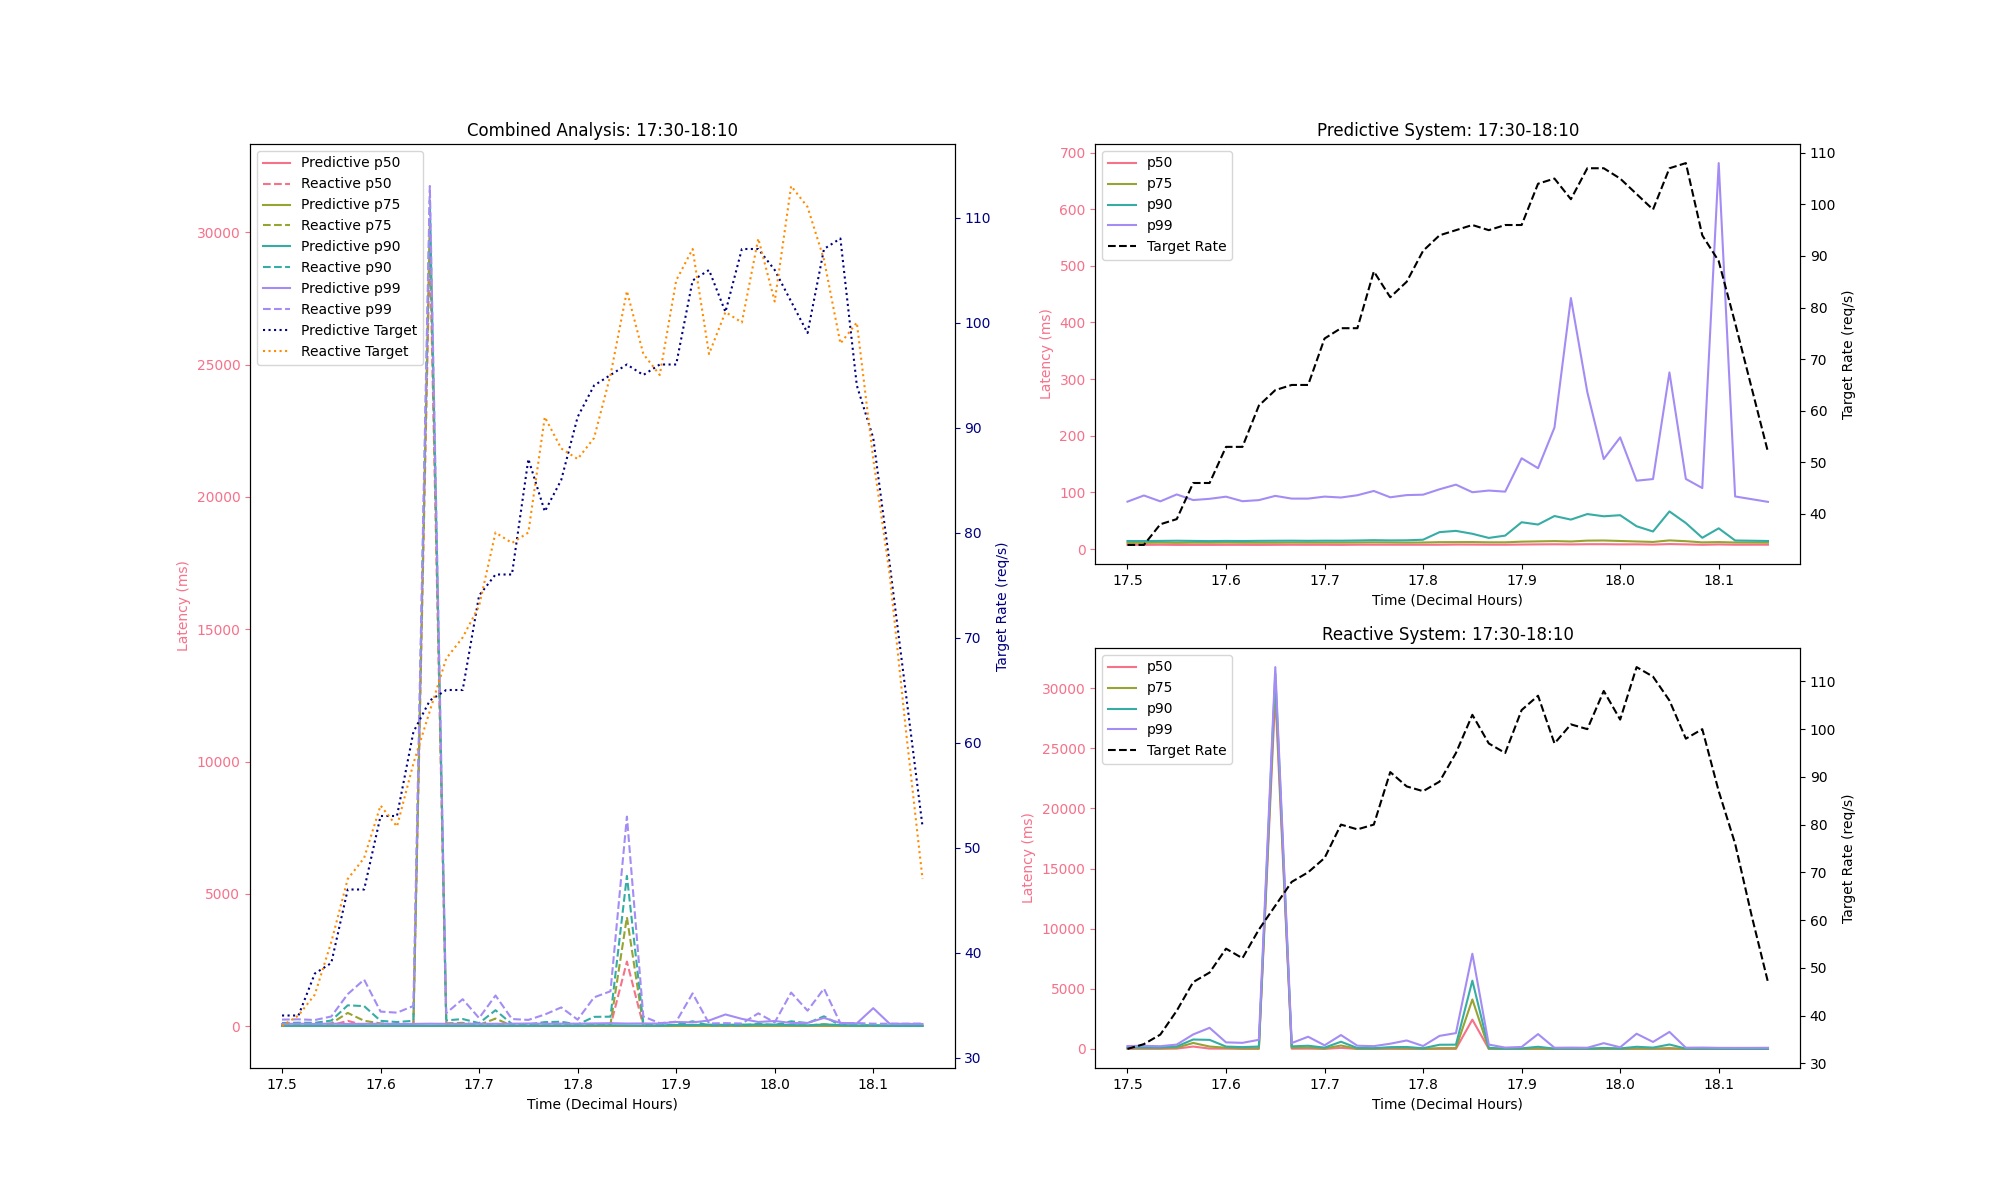 Combined Analysis: 17:30-18:10
Predictive p50
Reactive p50
Predictive p75
Reactive p75
Predictive p90
Reactive p90
Predictive p99
Reactive p99
Predictive Target
Reactive Target
30000
25000
20000
15000
10000
5000
0
Latency (ms)
110
100
90
80
70
60
50
40
30
Target Rate (req/s)
17.5 17.6 17.7 17.8 17.9 18.0 18.1
Time (Decimal Hours)
Predictive System: 17:30-18:10
p50
p75
p90
p99
Target Rate
700
600
500
400
300
200
100
0
Latency (ms)
110
100
90
80
70
60
50
40
Target Rate (req/s)
17.5 17.6 17.7 17.8 17.9 18.0 18.1
Time (Decimal Hours)
Reactive System: 17:30-18:10
p50
p75
p90
p99
Target Rate
30000
25000
20000
15000
10000
5000
0
Latency (ms)
110
100
90
80
70
60
50
40
30
Target Rate (req/s)
17.5 17.6 17.7 17.8 17.9 18.0 18.1
Time (Decimal Hours)